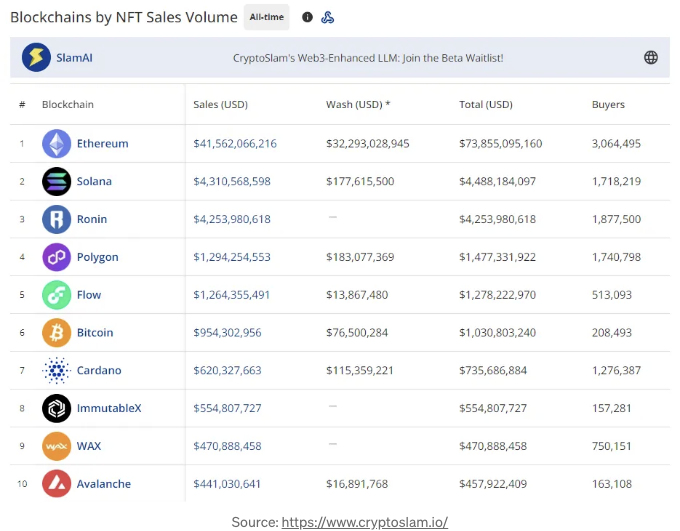 Blockchains by NFT Sales Volume All-time
SlamAI CryptoSlam's Web3-Enhanced LLM: Join the Beta Waitlist!
# Blockchain Sales (USD) Wash (USD) * Total (USD) Buyers
1 Ethereum $41,562,066,216 $32,293,028,945 $73,855,095,160 3,064,495
2 Solana $4,310,568,598 $177,615,500 $4,488,184,097 1,718,219
3 Ronin $4,253,980,618 — $4,253,980,618 1,877,500
4 Polygon $1,294,254,553 $183,077,369 $1,477,331,922 1,740,798
5 Flow $1,264,355,491 $13,867,480 $1,278,222,970 513,093
6 Bitcoin $954,302,956 $76,500,284 $1,030,803,240 208,493
7 Cardano $620,327,663 $115,359,221 $735,686,884 1,276,387
8 ImmutableX $554,807,727 — $554,807,727 157,281
9 WAX WAX $470,888,458 — $470,888,458 750,151
10 Avalanche $441,030,641 $16,891,768 $457,922,409 163,108
Source: https://www.cryptoslam.io/